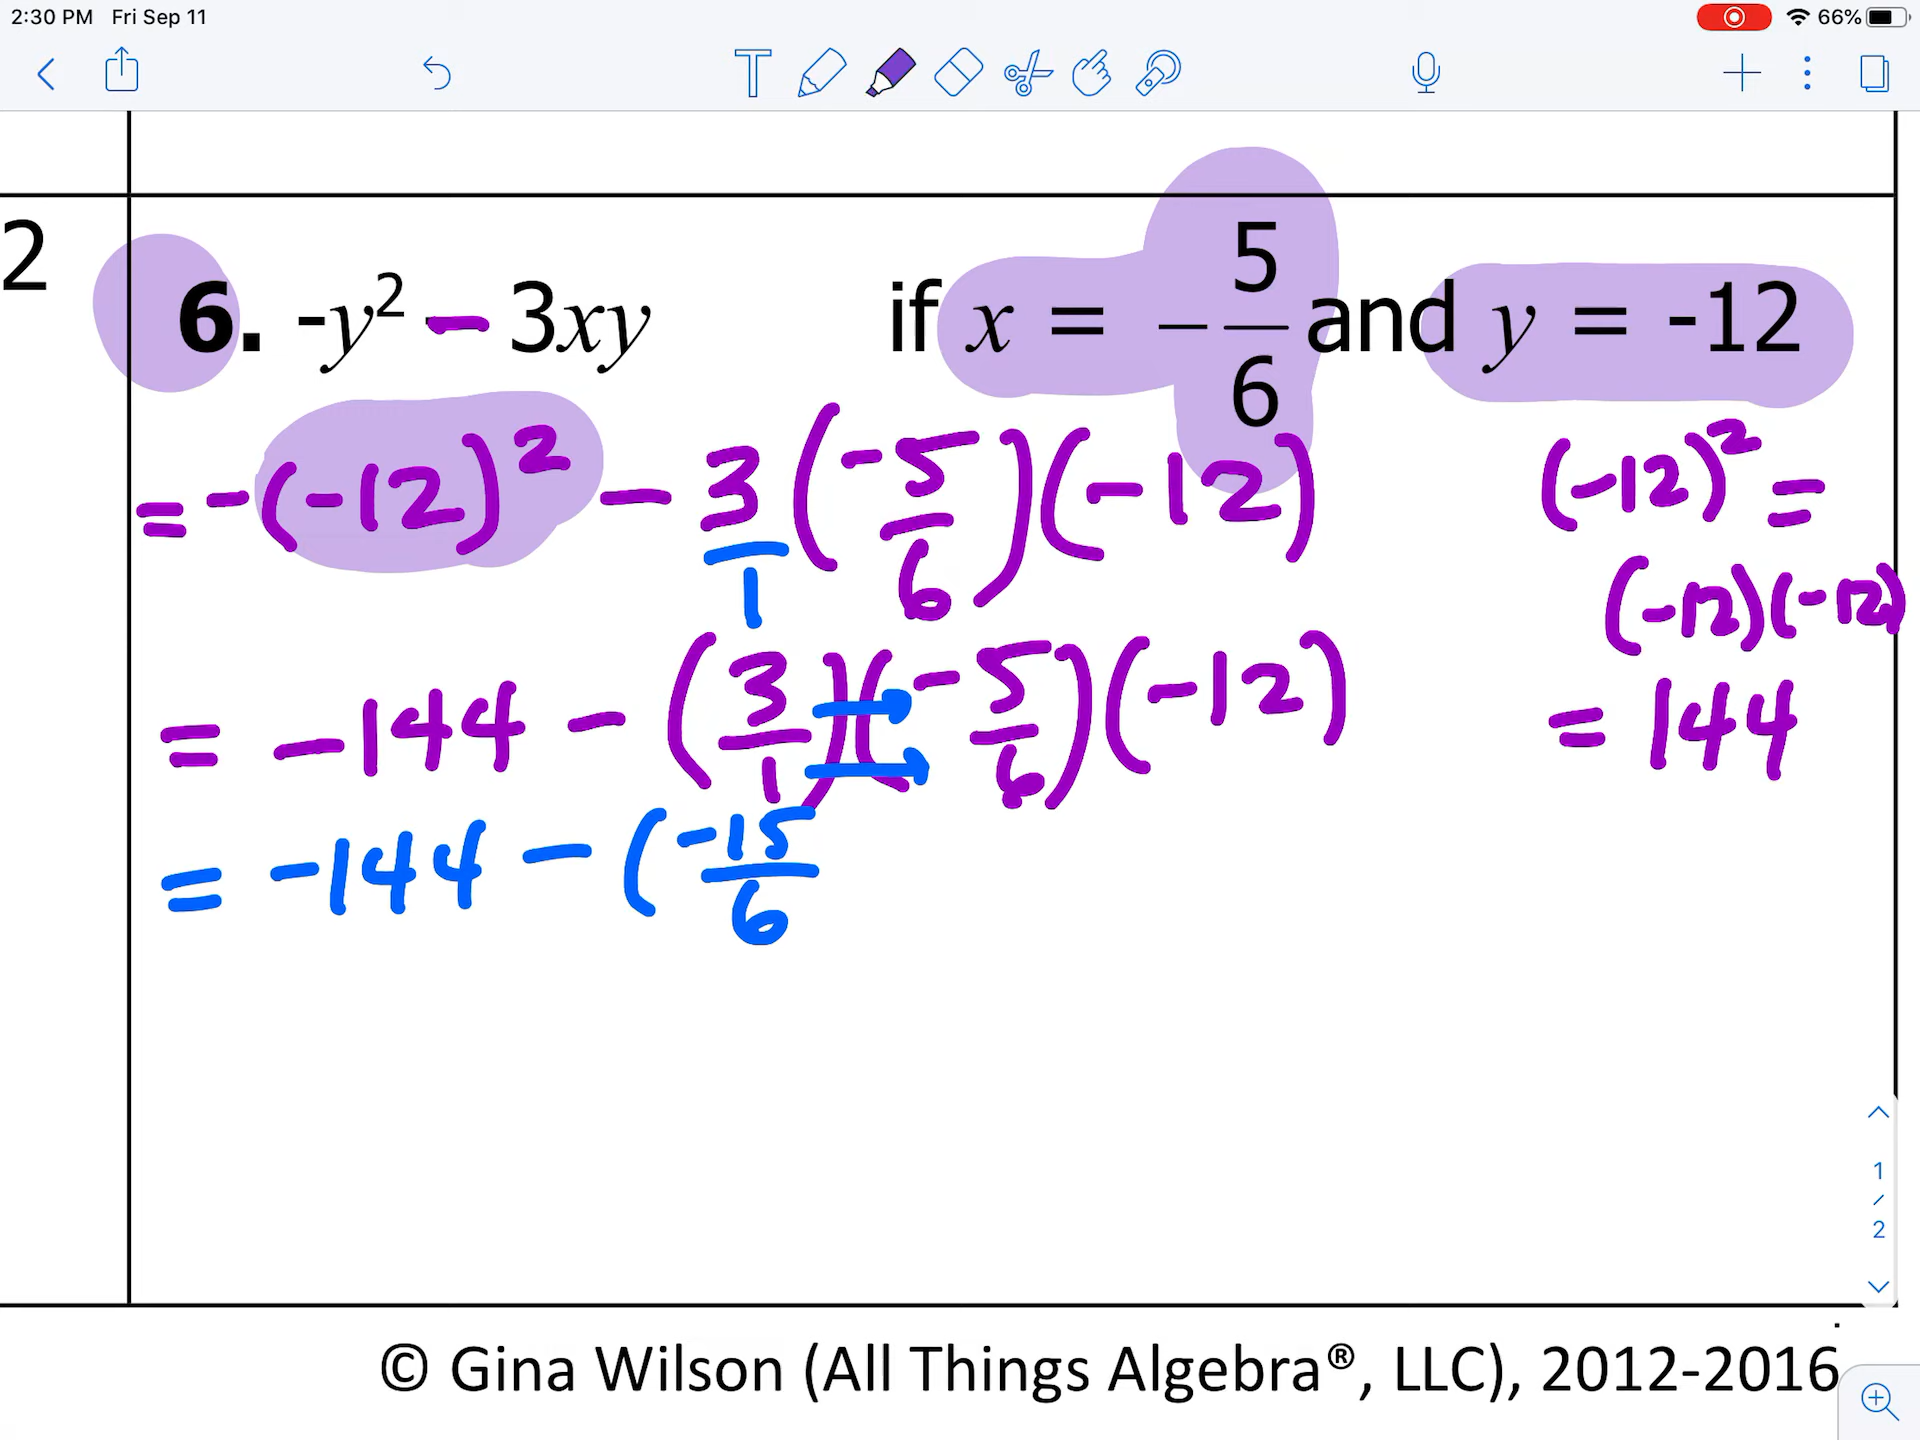 2:30 PM Fri Sep 11
66%
T
2
6. -y² - 3xy if x = -5/6 and y = -12
= -(-12)² - 3/1 (-5/6)(-12)
(-12)² =
(-12)(-12)
= -144 - (3/1)(-5/6)(-12)
= 144
= -144 - (-15/6
1
/
2
© Gina Wilson (All Things Algebra®, LLC), 2012-2016